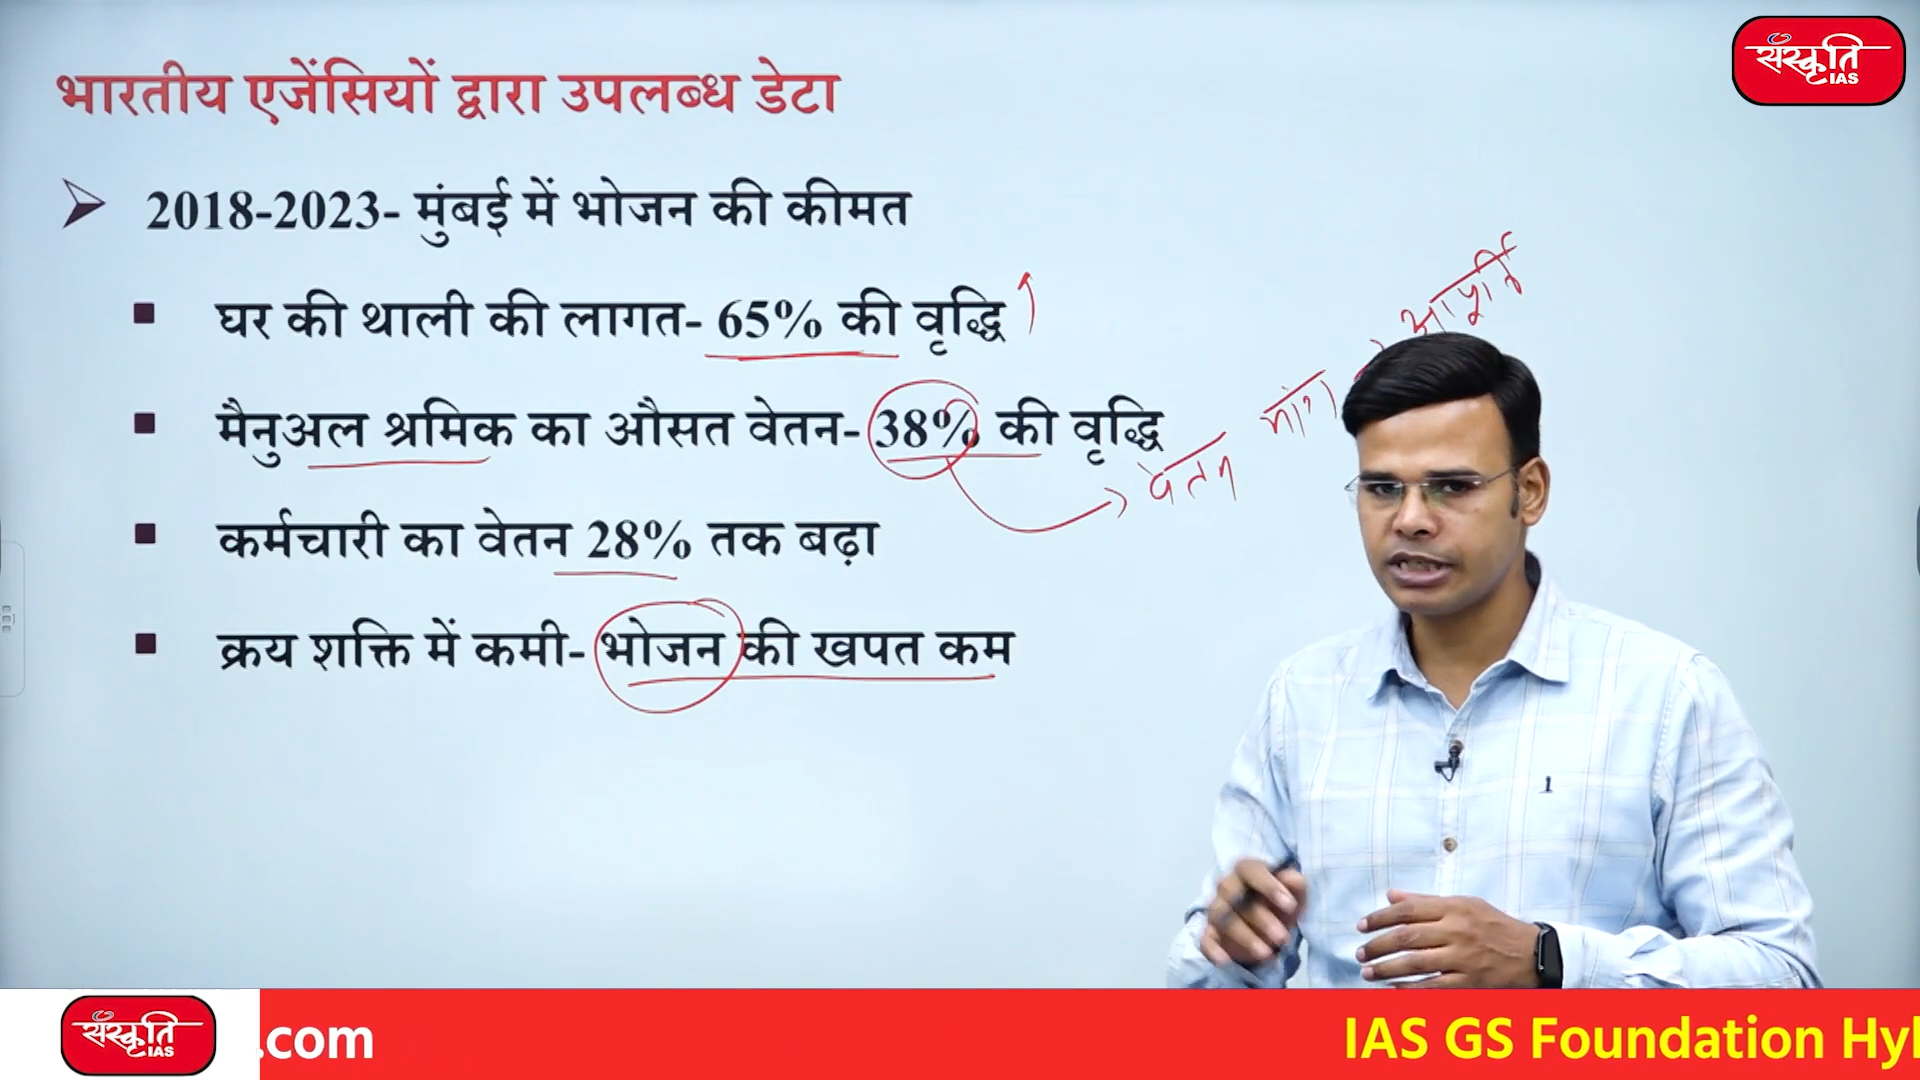 संस्कृति
IAS
भारतीय एजेंसियों द्वारा उपलब्ध डेटा
2018-2023- मुंबई में भोजन की कीमत
घर की थाली की लागत- 65% की वृद्धि
मैनुअल श्रमिक का औसत वेतन- 38% की वृद्धि
कर्मचारी का वेतन 28% तक बढ़ा
क्रय शक्ति में कमी- भोजन की खपत कम
वेतन मांग आपूर्ति
संस्कृति
IAS
.com
IAS GS Foundation